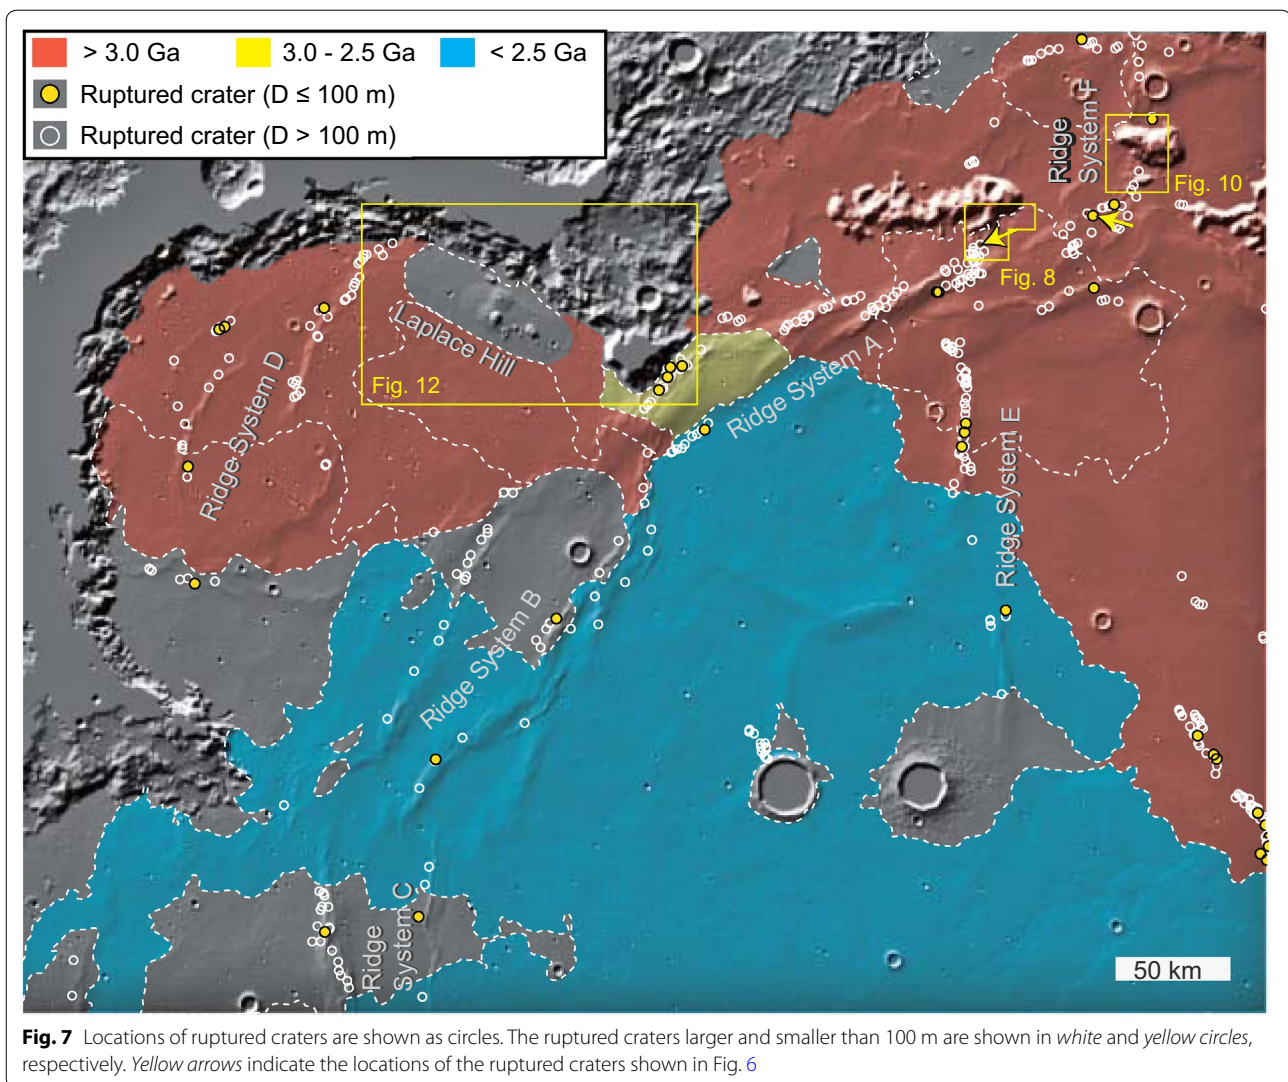 > 3.0 Ga 3.0 - 2.5 Ga < 2.5 Ga
Ruptured crater (D ≤ 100 m)
Ruptured crater (D > 100 m)
Ridge
System F
Fig. 10
Fig. 8
Laplace Hill
Fig. 12
Ridge System A
Ridge System D
Ridge System E
Ridge System B
Ridge
System C
50 km
Fig. 7 Locations of ruptured craters are shown as circles. The ruptured craters larger and smaller than 100 m are shown in white and yellow circles,
respectively. Yellow arrows indicate the locations of the ruptured craters shown in Fig. 6